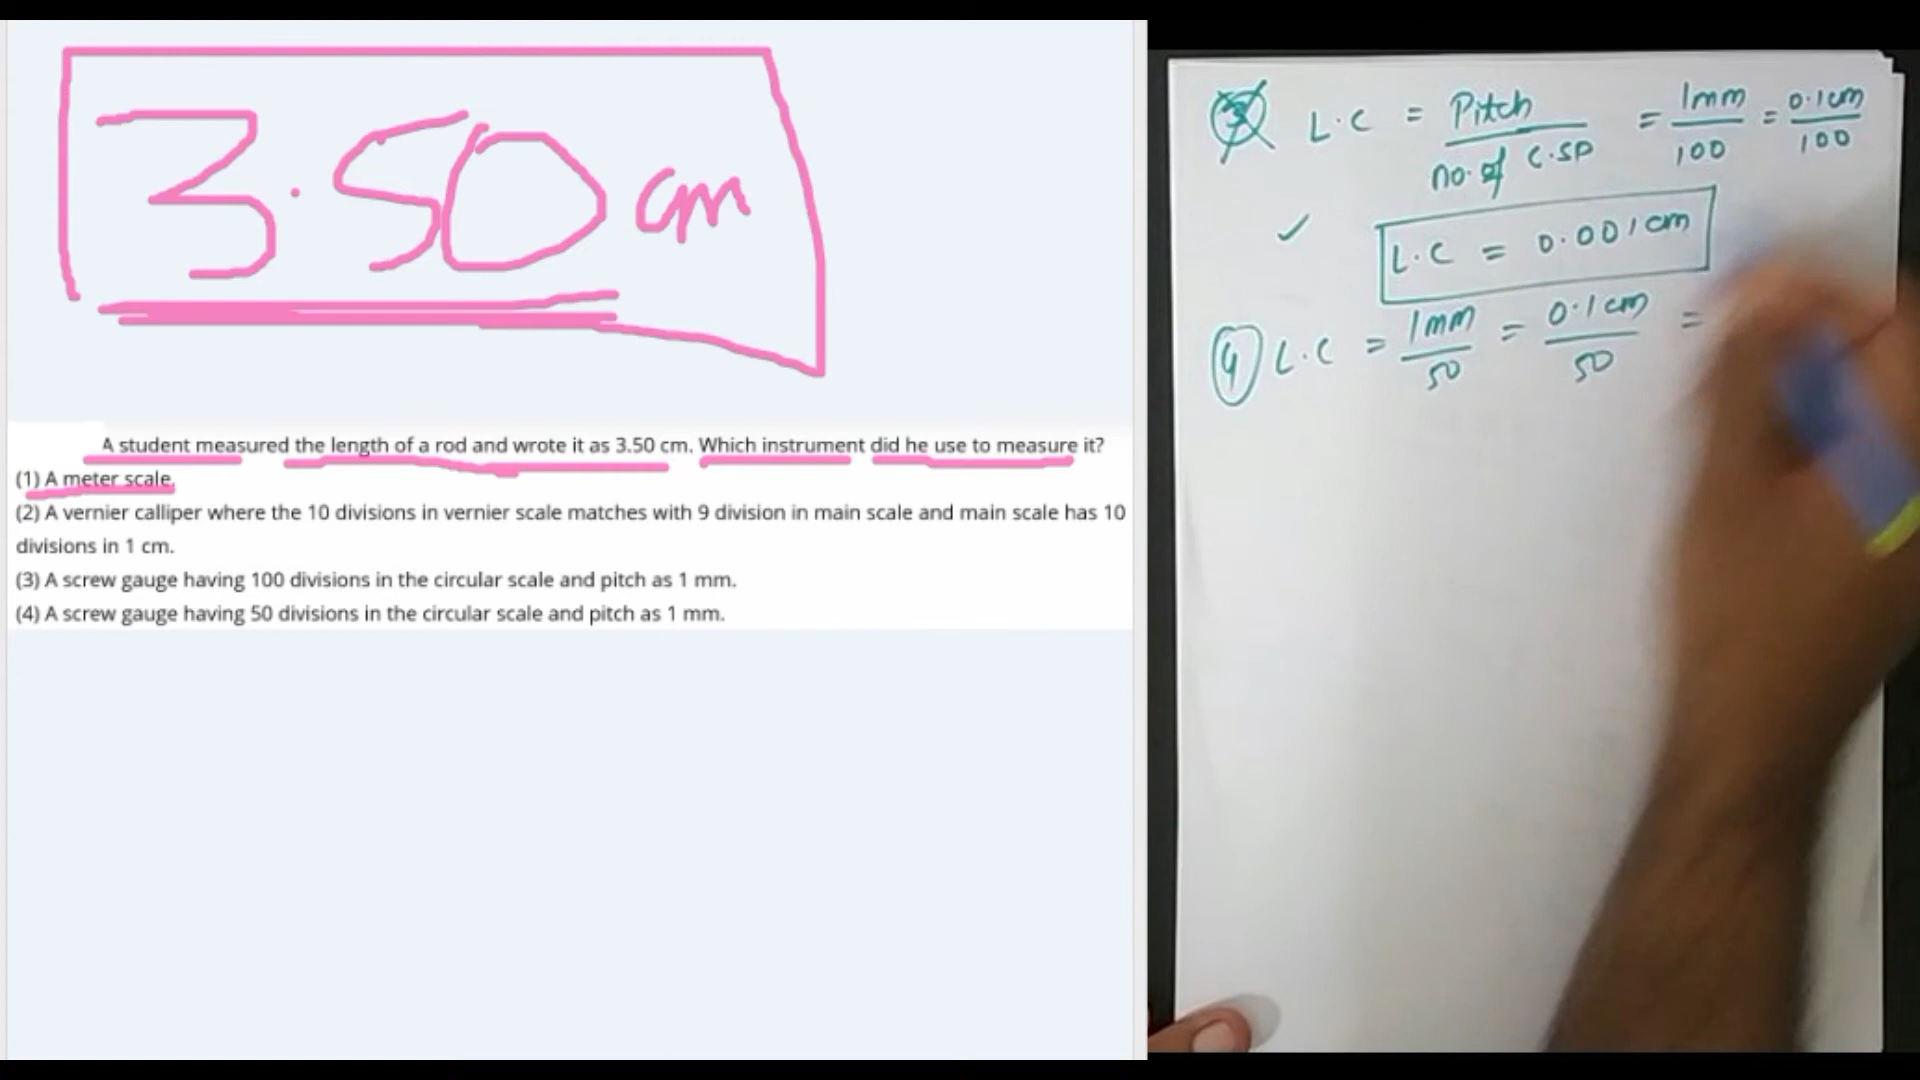 3.50 cm
A student measured the length of a rod and wrote it as 3.50 cm. Which instrument did he use to measure it?
(1) A meter scale.
(2) A vernier calliper where the 10 divisions in vernier scale matches with 9 division in main scale and main scale has 10
divisions in 1 cm.
(3) A screw gauge having 100 divisions in the circular scale and pitch as 1 mm.
(4) A screw gauge having 50 divisions in the circular scale and pitch as 1 mm.
3 L.C = Pitch / no. of C.SD = 1mm / 100 = 0.1cm / 100
✓ L.C = 0.001cm
4 L.C = 1mm / 50 = 0.1cm / 50 =